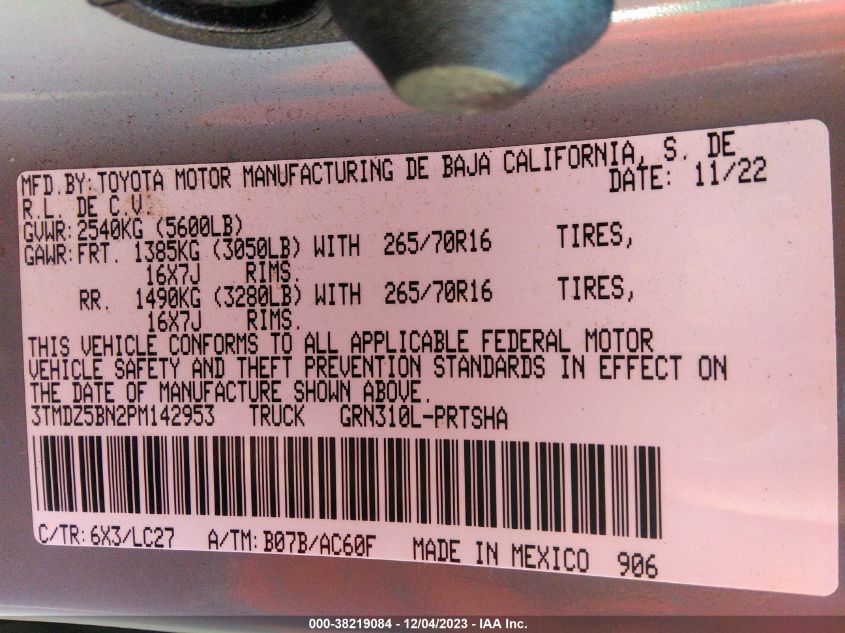 MFD.BY:TOYOTA MOTOR MANUFACTURING DE BAJA CALIFORNIA, S. DE
R.L. DE C.V. DATE: 11/22
GVWR:2540KG (5600LB)
GAWR:FRT. 1385KG (3050LB) WITH 265/70R16 TIRES,
16X7J RIMS.
RR. 1490KG (3280LB) WITH 265/70R16 TIRES,
16X7J RIMS.
THIS VEHICLE CONFORMS TO ALL APPLICABLE FEDERAL MOTOR
VEHICLE SAFETY AND THEFT PREVENTION STANDARDS IN EFFECT ON
THE DATE OF MANUFACTURE SHOWN ABOVE.
3TMDZ5BN2PM142953 TRUCK GRN310L-PRTSHA
C/TR:6X3/LC27 A/TM:B07B/AC60F MADE IN MEXICO 906
000-38219084 - 12/04/2023 - IAA Inc.